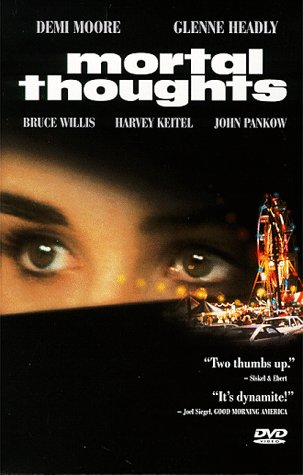 DEMI MOORE GLENNE HEADLY
mortal
thoughts
BRUCE WILLIS HARVEY KEITEL JOHN PANKOW
“Two thumbs up.”
– Siskel & Ebert
“It's dynamite!”
– Joel Siegel, GOOD MORNING AMERICA
DVD
VIDEO